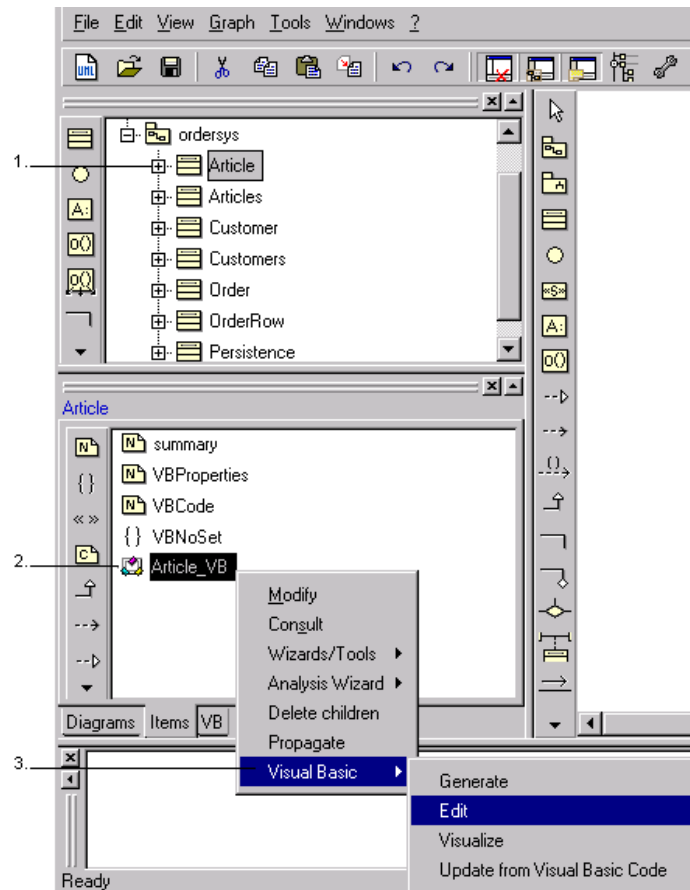 File Edit View Graph Tools Windows ?
UML
ordersys
1. Article
A: Articles
o() Customer
o() Customers
Order
«S»
OrderRow
A:
Persistence
o()
Article
N summary
N VBProperties
{}
()
N VBCode
« »
{} VBNoSet
C
2. Article_VB
Modify
Consult
Wizards/Tools
Analysis Wizard
Delete children
Diagrams Items VB
Propagate
3. Visual Basic
Generate
Edit
Visualize
Update from Visual Basic Code
Ready